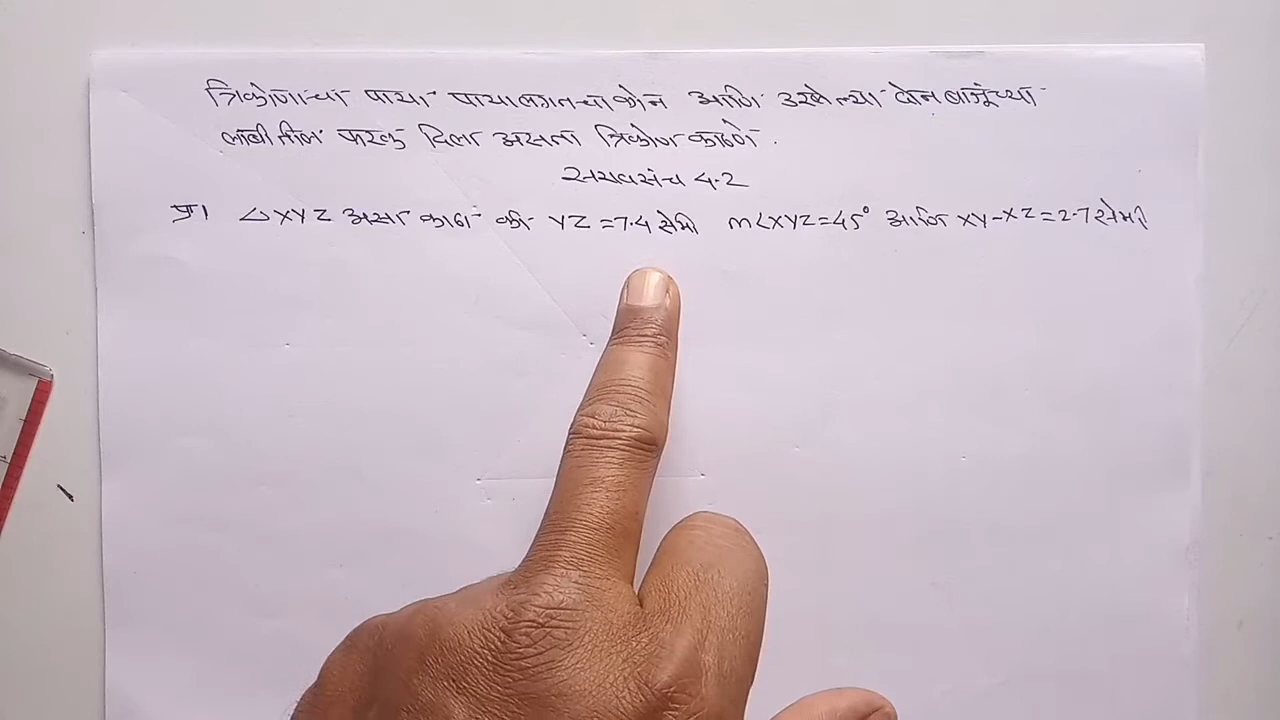 त्रिकोणाचा पाया पायालगतचा कोन आणि उरलेल्या दोन बाजूंच्या
लांबीतील फरक दिला असता त्रिकोण काढणे.
सरावसंच 4.2
प्र1 △XYZ असा काढा की YZ = 7.4 सेमी m∠XYZ = 45° आणि XY - XZ = 2.7 सेमी